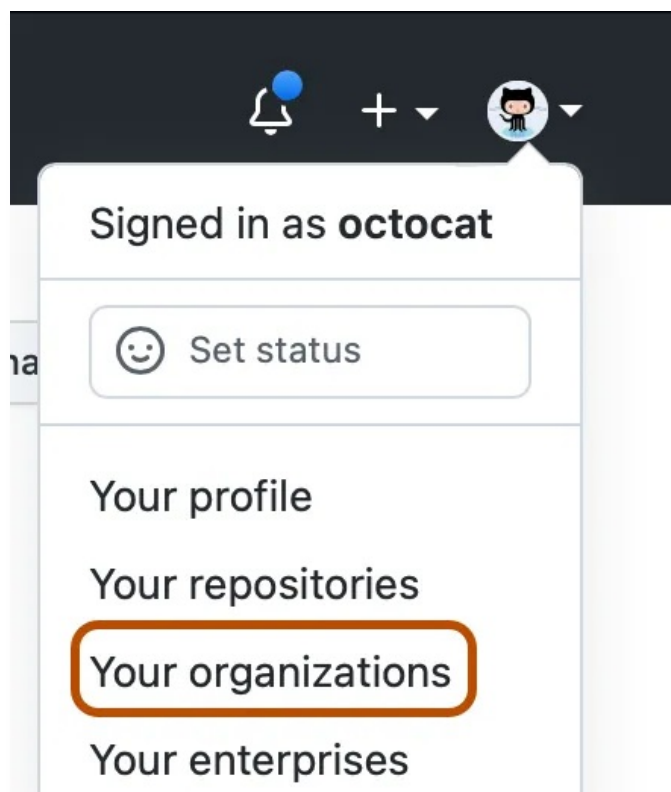 Signed in as octocat
Set status
Your profile
Your repositories
Your organizations
Your enterprises